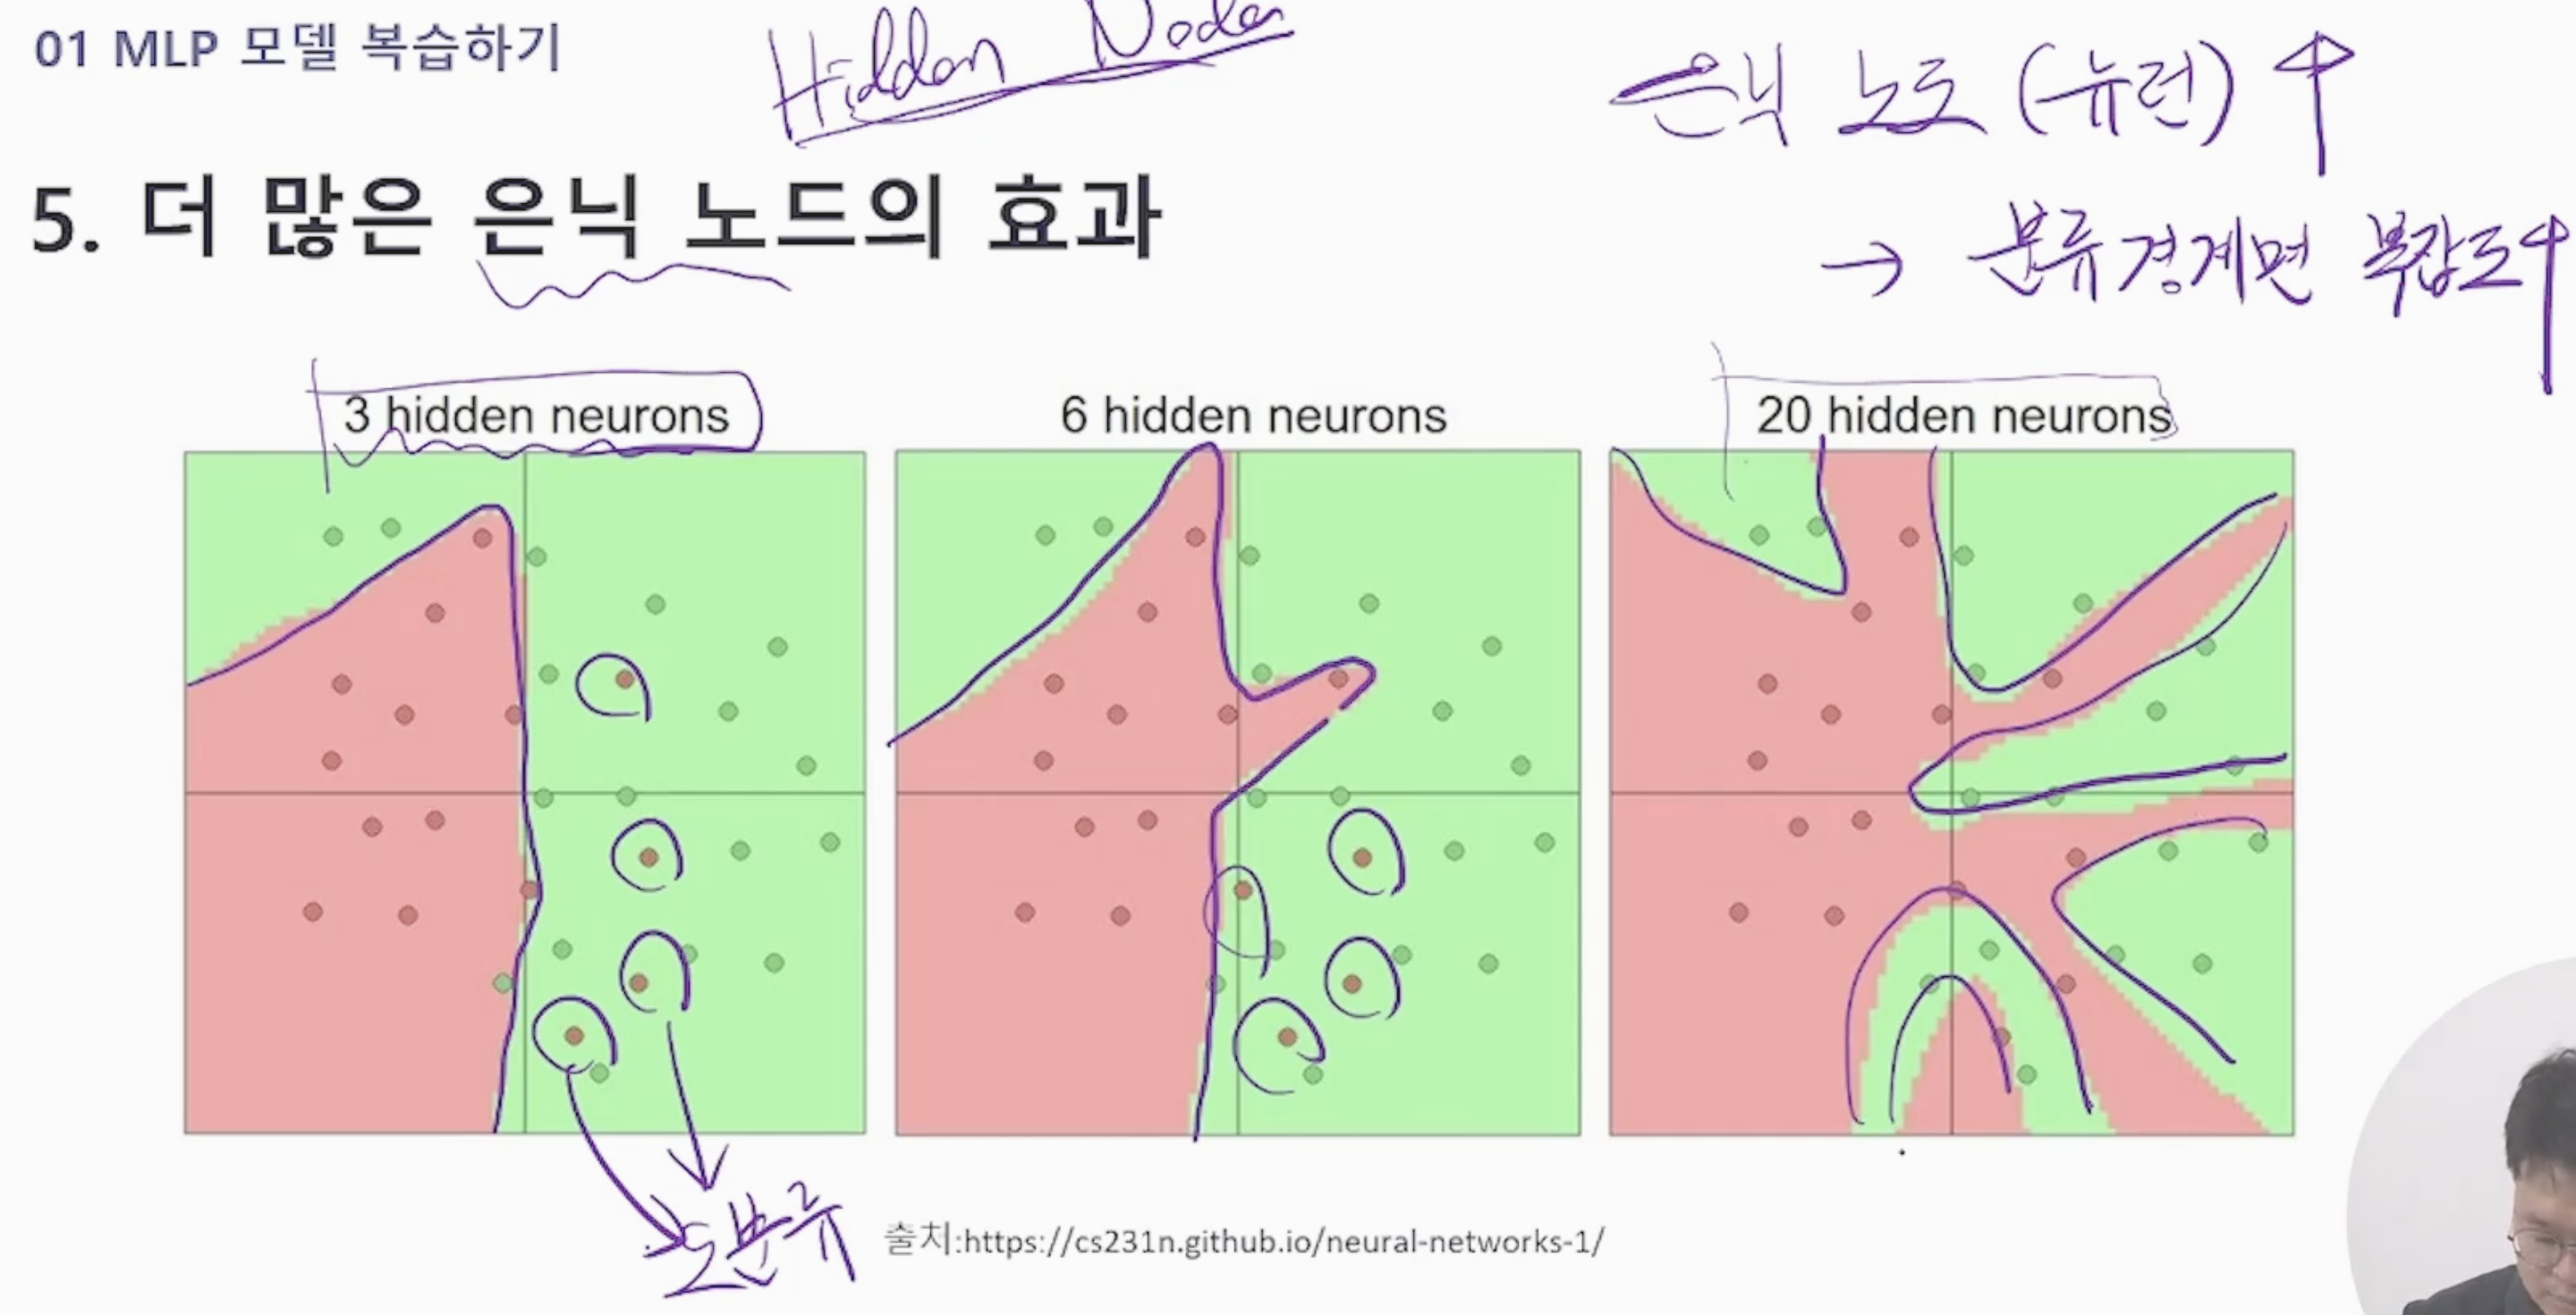 01 MLP 모델 복습하기
Hidden Node
은닉 노도 (뉴런) ↑
5. 더 많은 은닉 노드의 효과
→ 분류경계면 복잡도↑
3 hidden neurons
6 hidden neurons
20 hidden neurons
오분류
출처:https://cs231n.github.io/neural-networks-1/